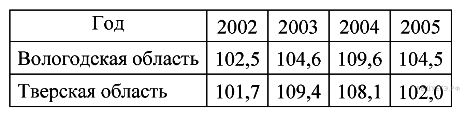 Год 2002 2003 2004 2005
Вологодская область 102,5 104,6 109,6 104,5
Тверская область 101,7 109,4 108,1 102,0